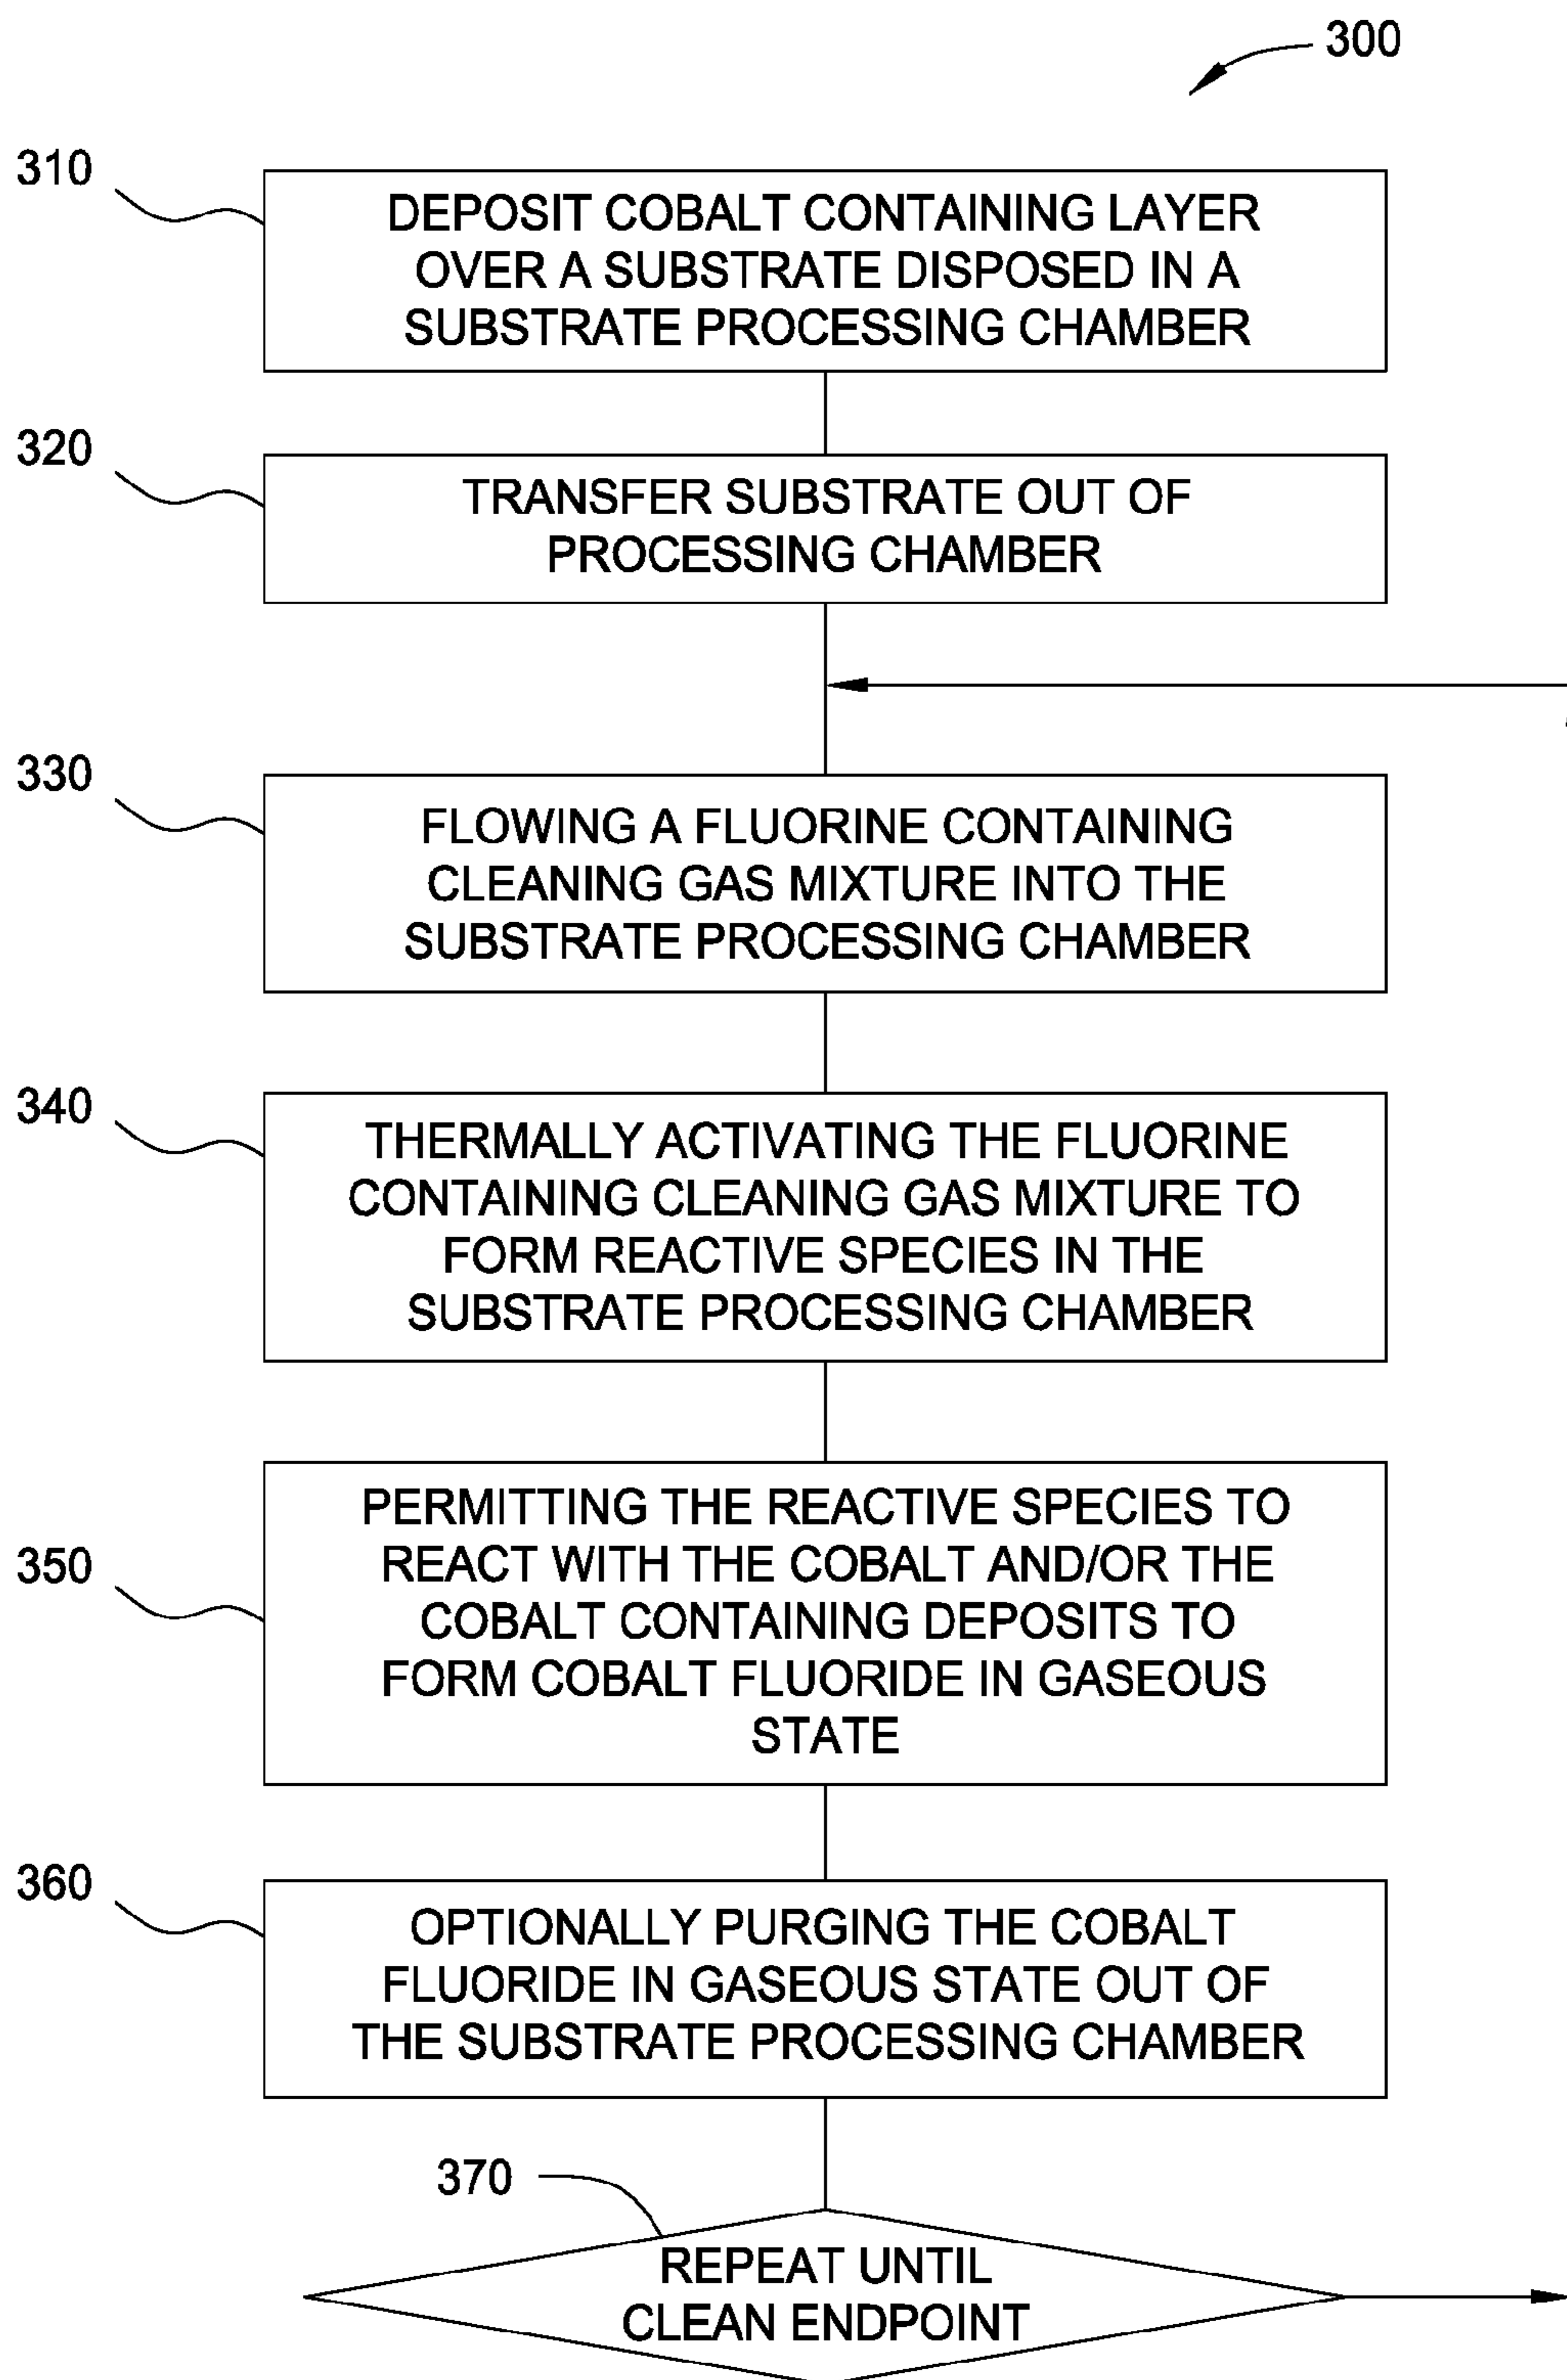 300
310
DEPOSIT COBALT CONTAINING LAYER
OVER A SUBSTRATE DISPOSED IN A
SUBSTRATE PROCESSING CHAMBER
320
TRANSFER SUBSTRATE OUT OF
PROCESSING CHAMBER
330
FLOWING A FLUORINE CONTAINING
CLEANING GAS MIXTURE INTO THE
SUBSTRATE PROCESSING CHAMBER
340
THERMALLY ACTIVATING THE FLUORINE
CONTAINING CLEANING GAS MIXTURE TO
FORM REACTIVE SPECIES IN THE
SUBSTRATE PROCESSING CHAMBER
350
PERMITTING THE REACTIVE SPECIES TO
REACT WITH THE COBALT AND/OR THE
COBALT CONTAINING DEPOSITS TO
FORM COBALT FLUORIDE IN GASEOUS
STATE
360
OPTIONALLY PURGING THE COBALT
FLUORIDE IN GASEOUS STATE OUT OF
THE SUBSTRATE PROCESSING CHAMBER
370
REPEAT UNTIL
CLEAN ENDPOINT